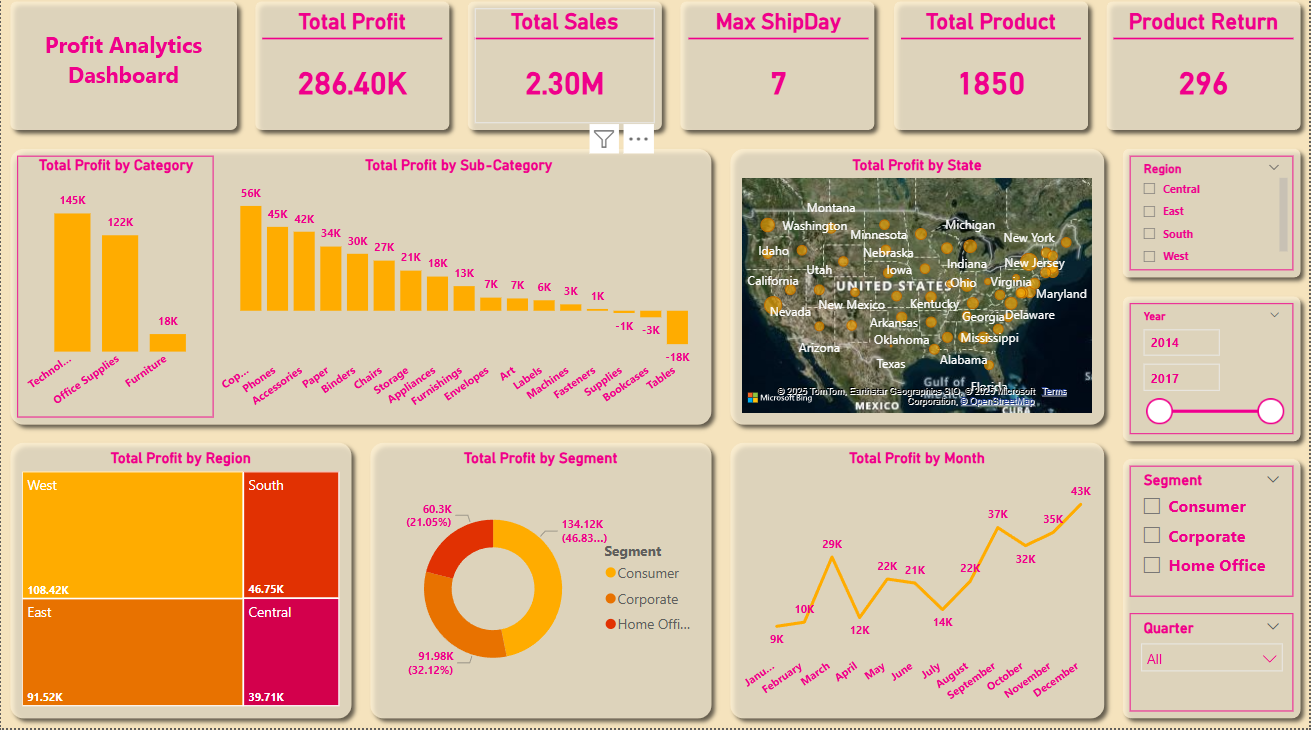 Profit Analytics
Dashboard
Total Profit
286.40K
Total Sales
2.30M
Max ShipDay
7
Total Product
1850
Product Return
296
Total Profit by Category
145K
122K
18K
Technol...
Office Supplies
Furniture
Total Profit by Sub-Category
56K
45K
42K
34K
30K
27K
21K
18K
13K
7K
7K
6K
3K
1K
-1K
-3K
-18K
Cop...
Phones
Accessories
Paper
Binders
Chairs
Storage
Appliances
Furnishings
Envelopes
Art
Labels
Machines
Fasteners
Supplies
Bookcases
Tables
Total Profit by State
Montana
Washington
Minnesota
Michigan
New York
Idaho
Nebraska
Indiana
New Jersey
Utah
Iowa
California
UNITED STATES
Ohio
Virginia
Maryland
Nevada
New Mexico
Kentucky
Georgia
Delaware
Arkansas
Arizona
Oklahoma
Mississippi
Texas
Alabama
Gulf of
Florida
MEXICO
CUBA
Microsoft Bing
© 2025 TomTom, Earthstar Geographics SIO, © 2025 Microsoft
Corporation, © OpenStreetMap
Terms
Region
Central
East
South
West
Year
2014
2017
Total Profit by Region
West
108.42K
South
46.75K
East
91.52K
Central
39.71K
Total Profit by Segment
60.3K
(21.05%)
134.12K
(46.83...)
91.98K
(32.12%)
Segment
Consumer
Corporate
Home Offi...
Total Profit by Month
9K
10K
29K
12K
22K
21K
14K
22K
37K
32K
35K
43K
Janu...
February
March
April
May
June
July
August
September
October
November
December
Segment
Consumer
Corporate
Home Office
Quarter
All